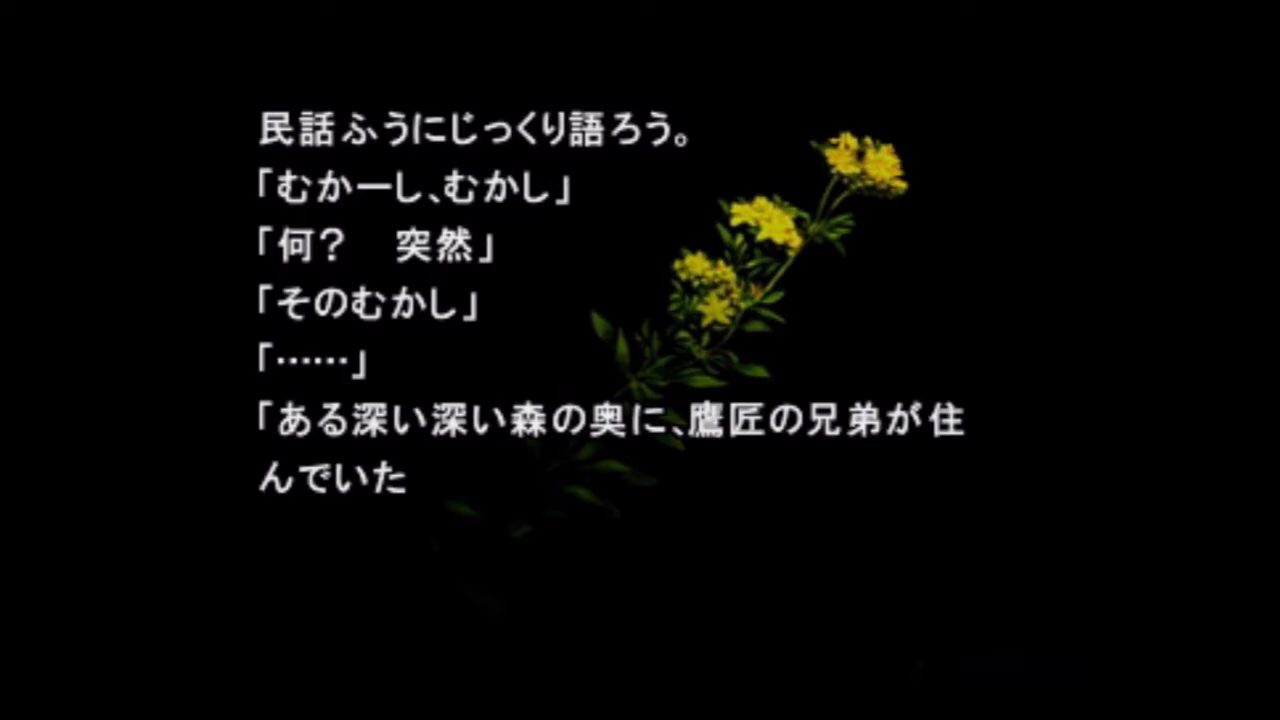 民話ふうにじっくり語ろう。
「むかーし、むかし」
「何？　突然」
「そのむかし」
「……」
「ある深い深い森の奥に、鷹匠の兄弟が住
んでいた